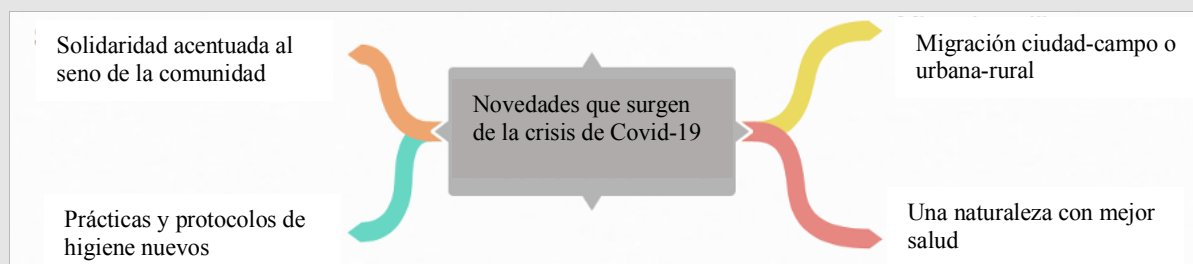 Solidaridad acentuada al
seno de la comunidad
Novedades que surgen
de la crisis de Covid-19
Migración ciudad-campo o
urbana-rural
Prácticas y protocolos de
higiene nuevos
Una naturaleza con mejor
salud